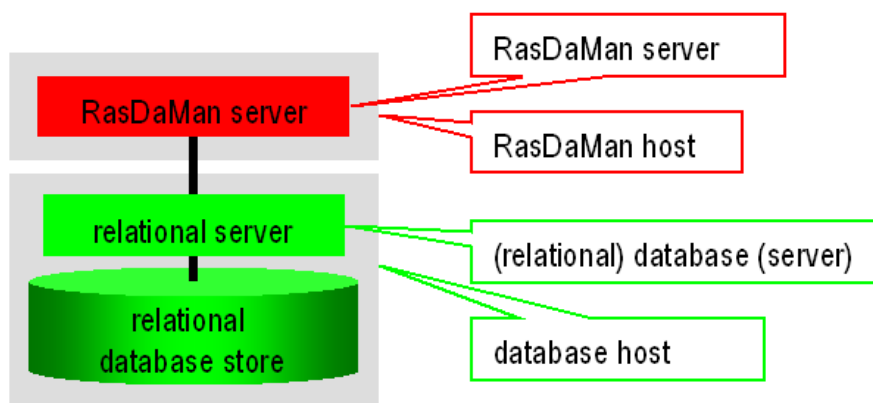 RasDaMan server
RasDaMan server
RasDaMan host
relational server
(relational) database (server)
relational
database store
database host